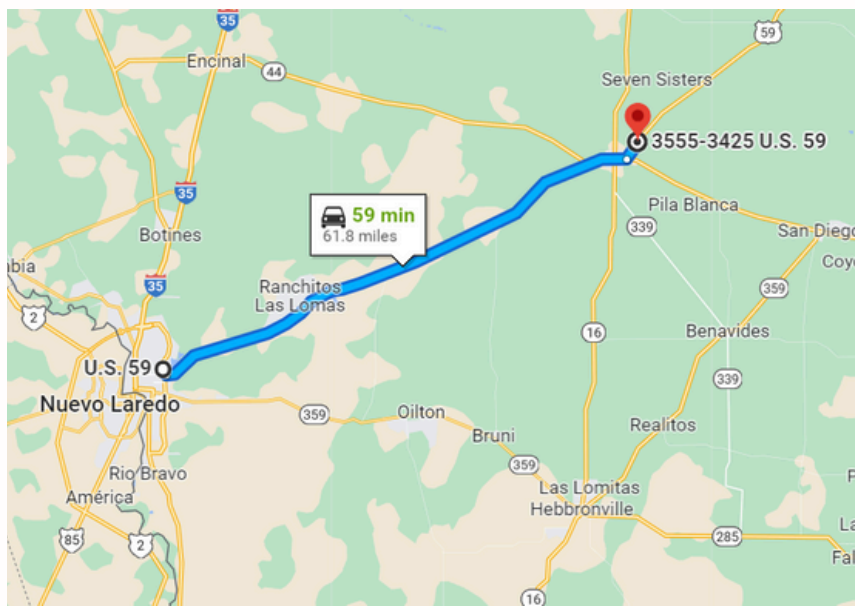 35
59
Encinal
44
Seven Sisters
3555-3425 U.S. 59
59 min
61.8 miles
35
Pila Blanca
Botines
339
San Diego
bia
35
Ranchitos
Las Lomas
Coy
2
359
16
Benavides
U.S. 59
339
Nuevo Laredo
359
Oilton
Bruni
Realitos
359
Rio Bravo
Las Lomitas
América
Hebbronville
85
2
285
La
Fal
16